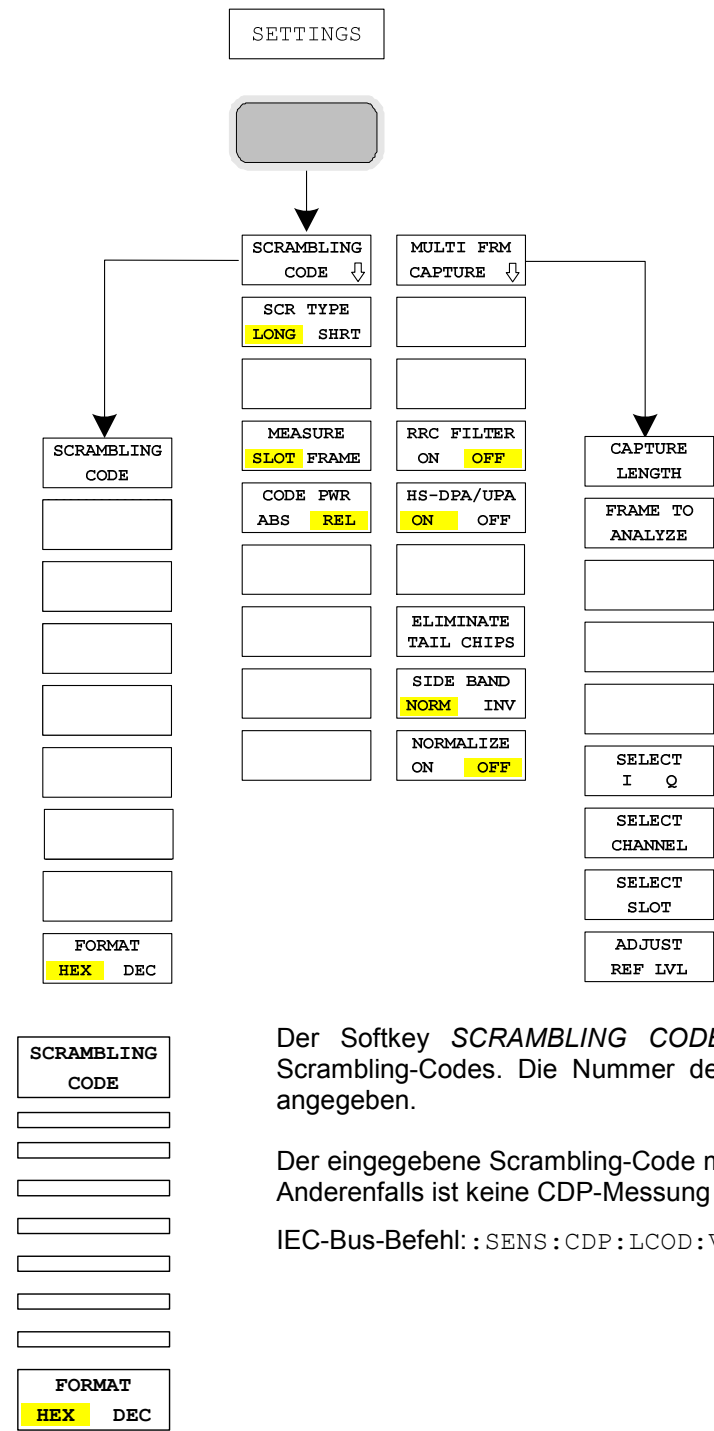 SETTINGS
SCRAMBLING
CODE
SCR TYPE
LONG SHRT
MEASURE
SLOT FRAME
CODE PWR
ABS REL
MULTI FRM
CAPTURE
RRC FILTER
ON OFF
HS-DPA/UPA
ON OFF
ELIMINATE
TAIL CHIPS
SIDE BAND
NORM INV
NORMALIZE
ON OFF
SCRAMBLING
CODE
FORMAT
HEX DEC
CAPTURE
LENGTH
FRAME TO
ANALYZE
SELECT
I Q
SELECT
CHANNEL
SELECT
SLOT
ADJUST
REF LVL
SCRAMBLING
CODE
FORMAT
HEX DEC
Der Softkey SCRAMBLING CODE
Scrambling-Codes. Die Nummer
angegeben.
Der eingegebene Scrambling-Code
Anderenfalls ist keine CDP-Messung
IEC-Bus-Befehl: :SENS:CDP:LCOD: